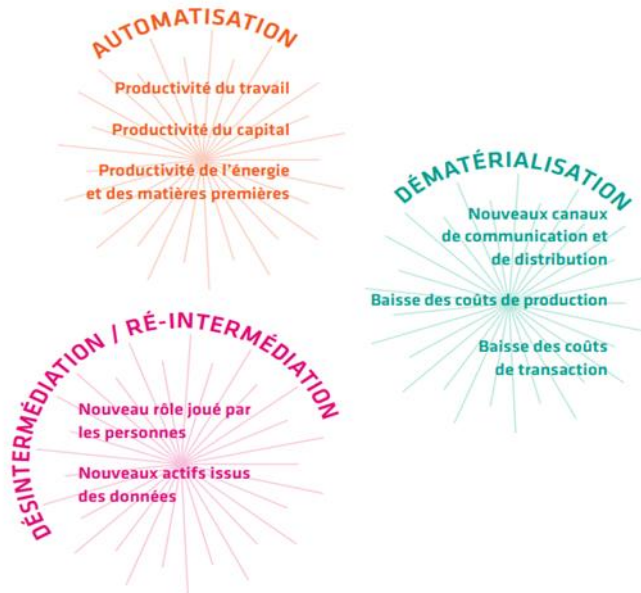 AUTOMATISATION
Productivité du travail
Productivité du capital
Productivité de l'énergie
et des matières premières
DÉMATÉRIALISATION
Nouveaux canaux
de communication et
de distribution
Baisse des coûts de production
Baisse des coûts
de transaction
DÉSINTERMÉDIATION / RÉ-INTERMÉDIATION
Nouveau rôle joué par
les personnes
Nouveaux actifs issus
des données